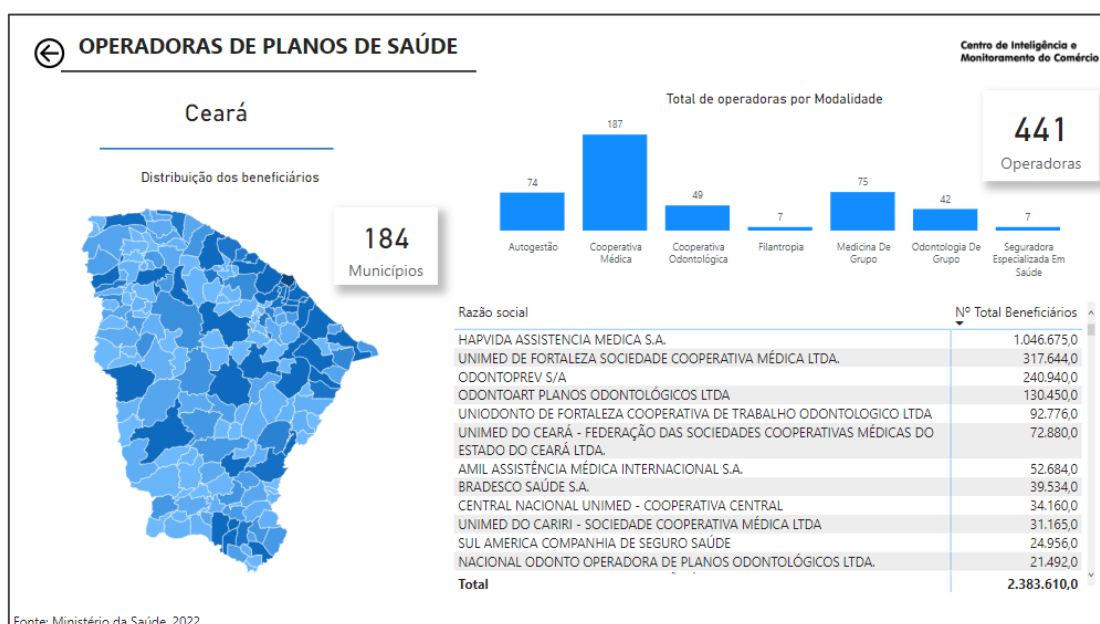 OPERADORAS DE PLANOS DE SAÚDE
Centro de Inteligência e
Monitoramento do Comércio
Ceará
Distribuição dos beneficiários
184
Municípios
Total de operadoras por Modalidade
74
187
49
7
75
42
7
Autogestão
Cooperativa
Médica
Cooperativa
Odontológica
Filantropia
Medicina De
Grupo
Odontologia De
Grupo
Seguradora
Especializada Em
Saúde
441
Operadoras
Razão social Nº Total Beneficiários
HAPVIDA ASSISTENCIA MEDICA S.A. 1.046.675,0
UNIMED DE FORTALEZA SOCIEDADE COOPERATIVA MÉDICA LTDA. 317.644,0
ODONTOPREV S/A 240.940,0
ODONTOART PLANOS ODONTOLÓGICOS LTDA 130.450,0
UNIODONTO DE FORTALEZA COOPERATIVA DE TRABALHO ODONTOLOGICO LTDA 92.776,0
UNIMED DO CEARÁ - FEDERAÇÃO DAS SOCIEDADES COOPERATIVAS MÉDICAS DO 72.880,0
ESTADO DO CEARÁ LTDA.
AMIL ASSISTÊNCIA MÉDICA INTERNACIONAL S.A. 52.684,0
BRADESCO SAÚDE S.A. 39.534,0
CENTRAL NACIONAL UNIMED - COOPERATIVA CENTRAL 34.160,0
UNIMED DO CARIRI - SOCIEDADE COOPERATIVA MÉDICA LTDA 31.165,0
SUL AMERICA COMPANHIA DE SEGURO SAÚDE 24.956,0
NACIONAL ODONTO OPERADORA DE PLANOS ODONTOLÓGICOS LTDA. 21.492,0
Total 2.383.610,0
Fonte: Ministério da Saúde, 2022